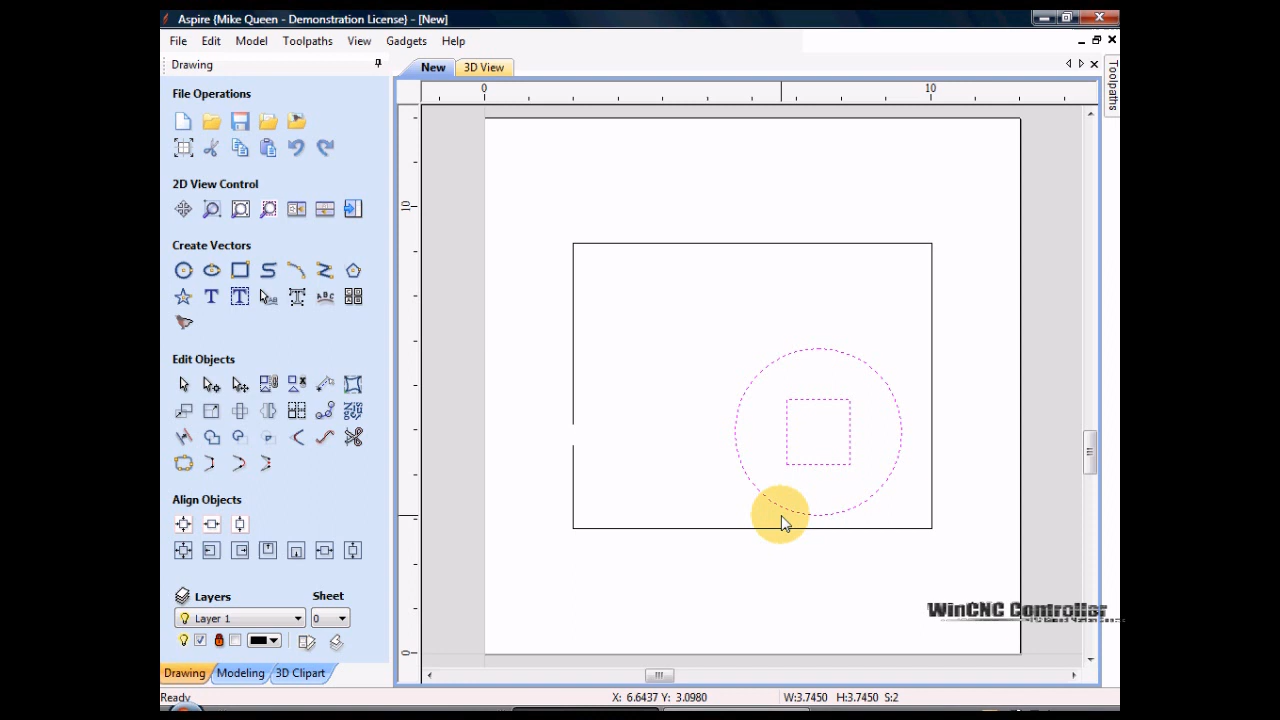 Aspire {Mike Queen - Demonstration License} - [New]
File Edit Model Toolpaths View Gadgets Help
Drawing
New 3D View
Toolpaths
File Operations
0 10
2D View Control
10
Create Vectors
T T T ABC
Edit Objects
Align Objects
Layers Sheet
Layer 1 0
WinCNC Controller
0
Drawing Modeling 3D Clipart
Ready X: 6.6437 Y: 3.0980 W:3.7450 H:3.7450 S:2